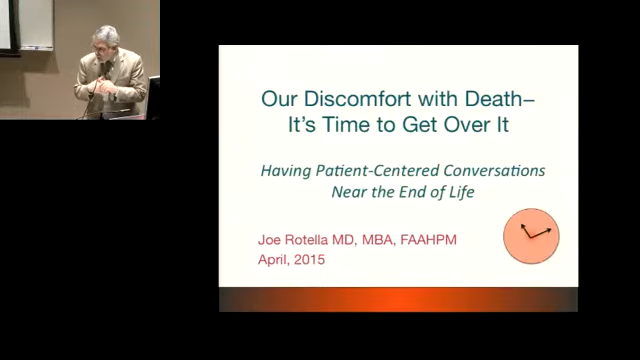 Our Discomfort with Death–
It's Time to Get Over It
Having Patient-Centered Conversations
Near the End of Life
Joe Rotella MD, MBA, FAAHPM
April, 2015